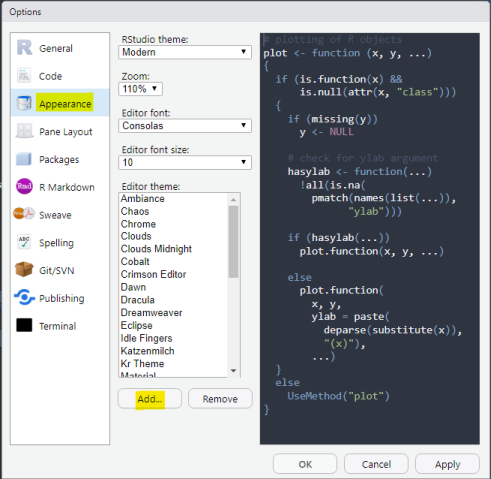 Options
General
Code
Appearance
Pane Layout
Packages
Rmd
R Markdown
Sweave
ABC
Spelling
Git/SVN
Publishing
Terminal
RStudio theme:
Modern
Zoom:
110%
Editor font:
Consolas
Editor font size:
10
Editor theme:
Ambiance
Chaos
Chrome
Clouds
Clouds Midnight
Cobalt
Crimson Editor
Dawn
Dracula
Dreamweaver
Eclipse
Idle Fingers
Katzenmilch
Kr Theme
Material
Add...
Remove
# plotting of R objects
plot <- function (x, y, ...)
{
  if (is.function(x) &&
      is.null(attr(x, "class")))
  {
    if (missing(y))
      y <- NULL
    # check for ylab argument
    hasylab <- function(...)
      !all(is.na(
        pmatch(names(list(...)),
               "ylab")))
    if (hasylab(...))
      plot.function(x, y, ...)
    else
      plot.function(
        x, y,
        ylab = paste(
          deparse(substitute(x)),
          "(x)"),
        ...)
  }
  else
    UseMethod("plot")
}
OK
Cancel
Apply